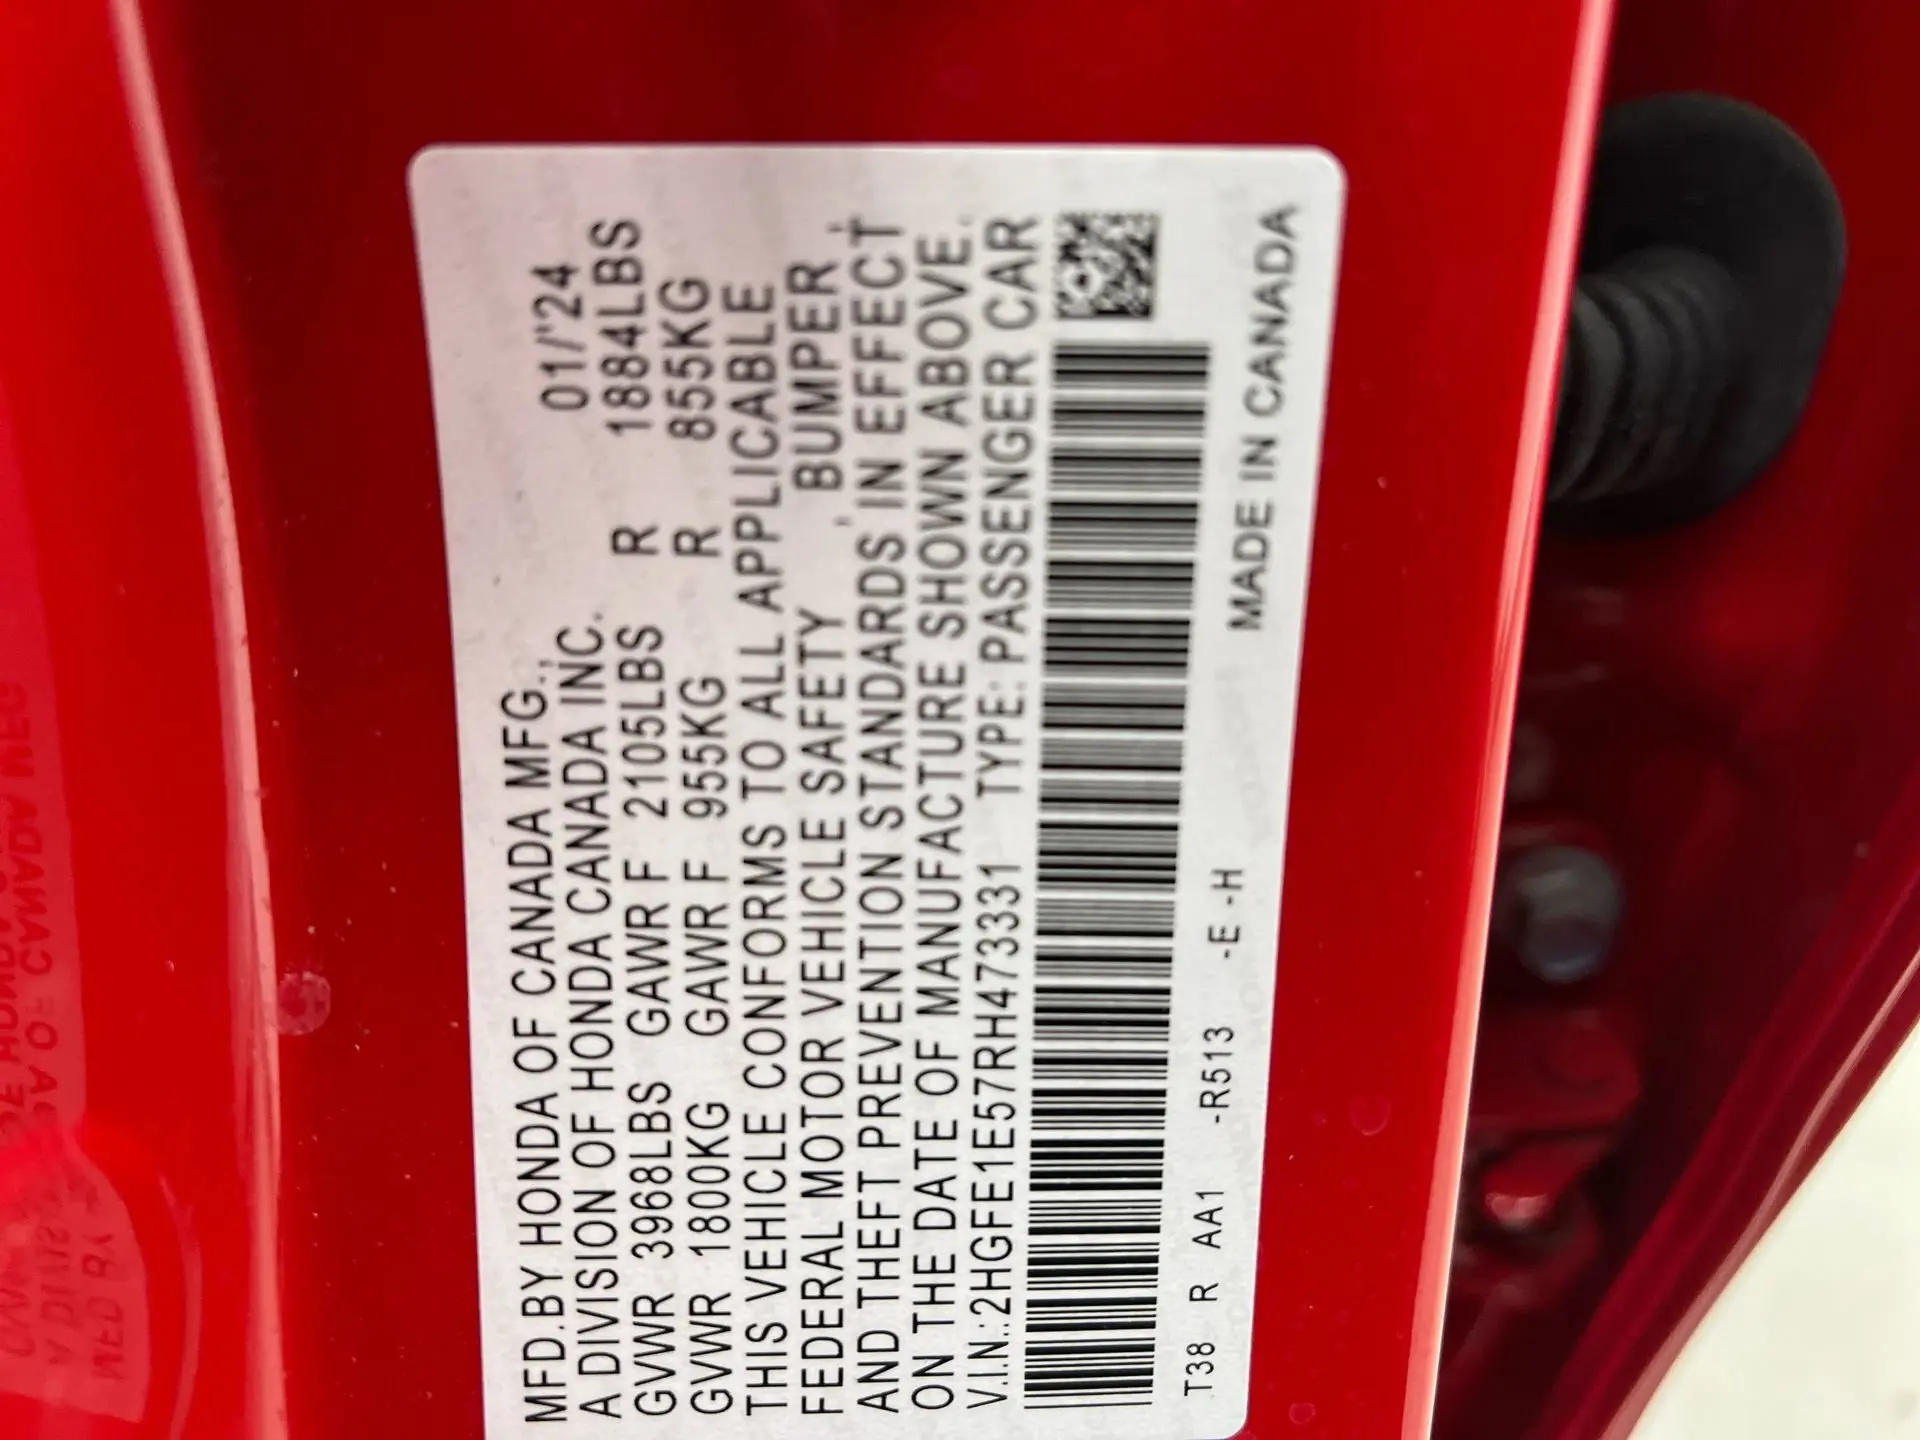 MFD.BY HONDA OF CANADA MFG., 01/'24
A DIVISION OF HONDA CANADA INC.
GVWR 3968LBS GAWR F 2105LBS R 1884LBS
GVWR 1800KG GAWR F 955KG R 855KG
THIS VEHICLE CONFORMS TO ALL APPLICABLE
FEDERAL MOTOR VEHICLE SAFETY , BUMPER ,
AND THEFT PREVENTION STANDARDS IN EFFECT
ON THE DATE OF MANUFACTURE SHOWN ABOVE.
V.I.N.:2HGFE1E57RH473331 TYPE: PASSENGER CAR
T38 R AA1 -R513 -E -H MADE IN CANADA